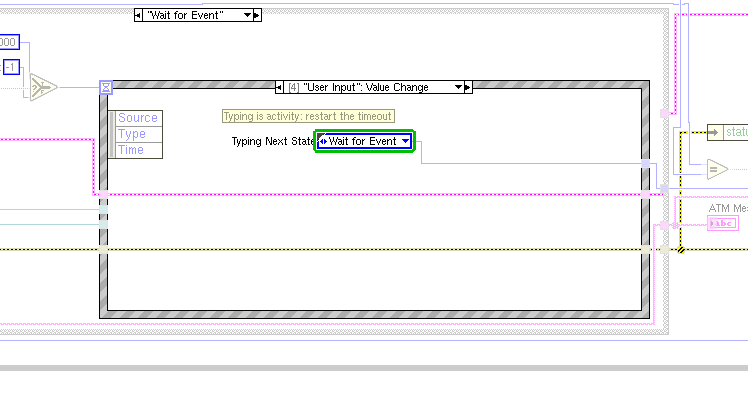 "Wait for Event"
000
-1
[4] "User Input": Value Change
Source
Type
Time
Typing is activity: restart the timeout
Typing Next State
Wait for Event
=
statu
ATM Me
abc